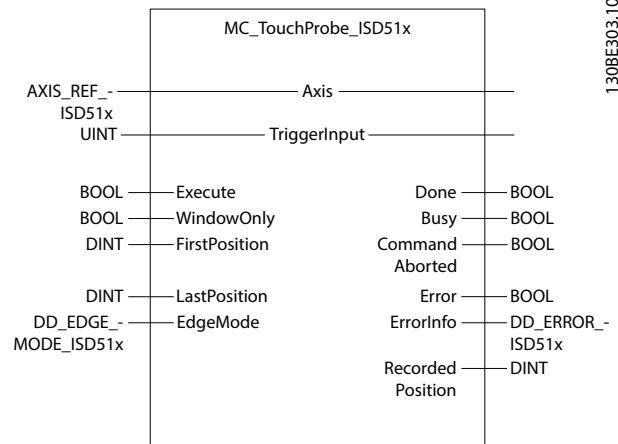 MC_TouchProbe_ISD51x
130BE303.10
AXIS_REF_- Axis
ISD51x
UINT TriggerInput
BOOL Execute Done BOOL
BOOL WindowOnly Busy BOOL
DINT FirstPosition Command BOOL
Aborted
DINT LastPosition Error BOOL
DD_EDGE_- EdgeMode ErrorInfo DD_ERROR_-
MODE_ISD51x ISD51x
Recorded DINT
Position